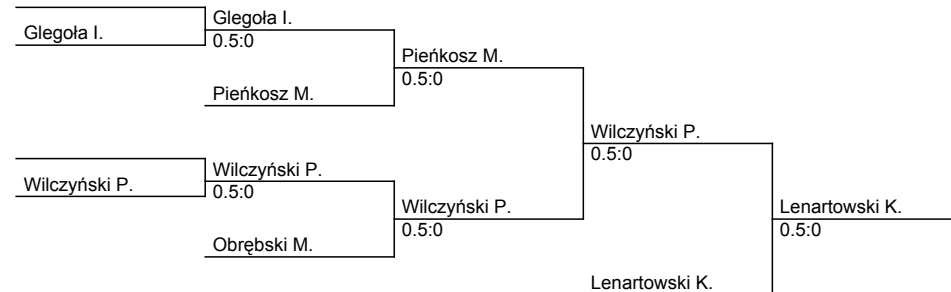 Glegoła I.
Glegoła I.
0.5:0
Pieńkosz M.
Pieńkosz M.
0.5:0
Wilczyński P.
Wilczyński P.
0.5:0
Obrębski M.
Wilczyński P.
0.5:0
Wilczyński P.
0.5:0
Lenartowski K.
Lenartowski K.
0.5:0